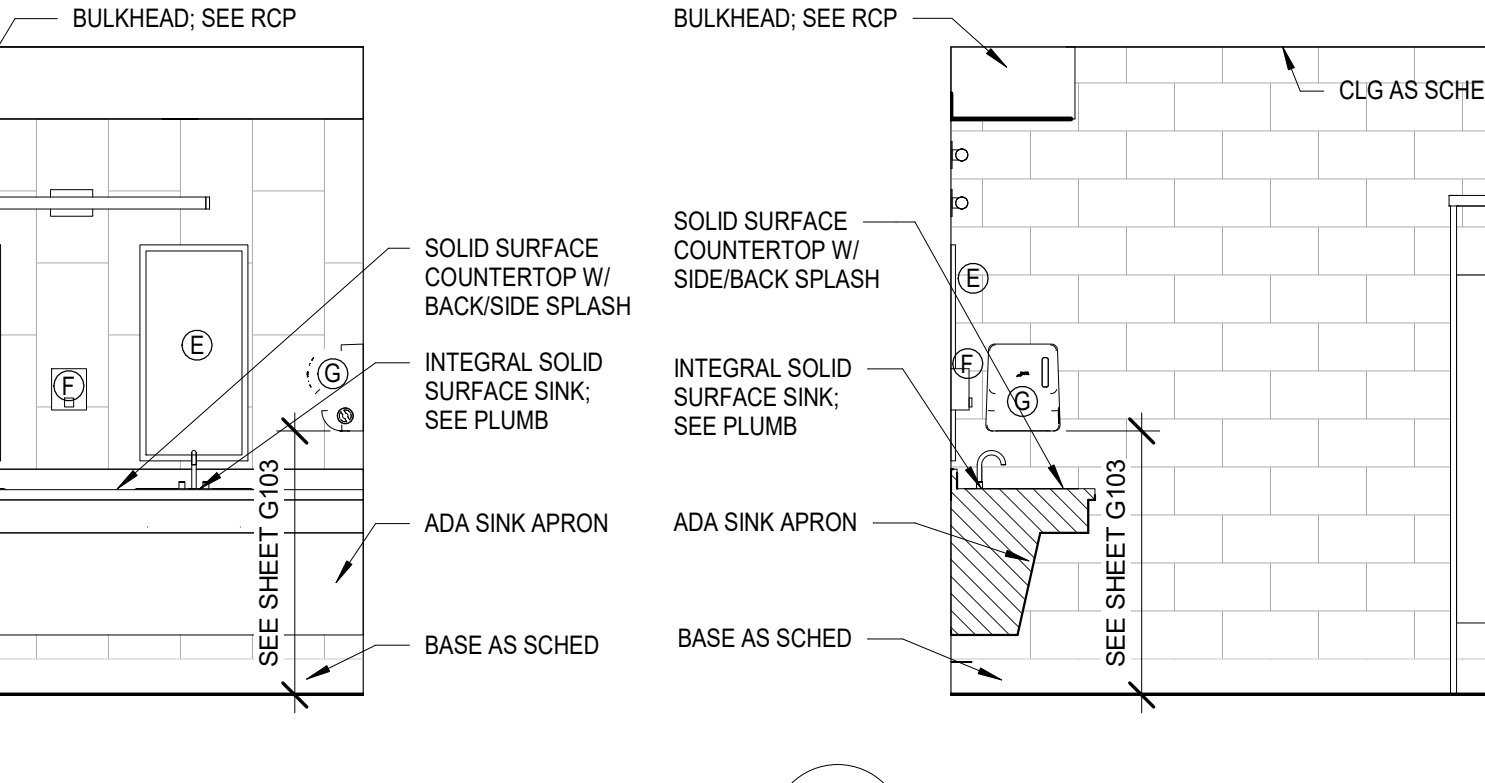 BULKHEAD; SEE RCP
E
F
G
SOLID SURFACE
COUNTERTOP W/
BACK/SIDE SPLASH
INTEGRAL SOLID
SURFACE SINK;
SEE PLUMB
SEE SHEET G103
ADA SINK APRON
BASE AS SCHED
BULKHEAD; SEE RCP
CLG AS SCHE
SOLID SURFACE
COUNTERTOP W/
SIDE/BACK SPLASH
E
F
G
INTEGRAL SOLID
SURFACE SINK;
SEE PLUMB
SEE SHEET G103
ADA SINK APRON
BASE AS SCHED